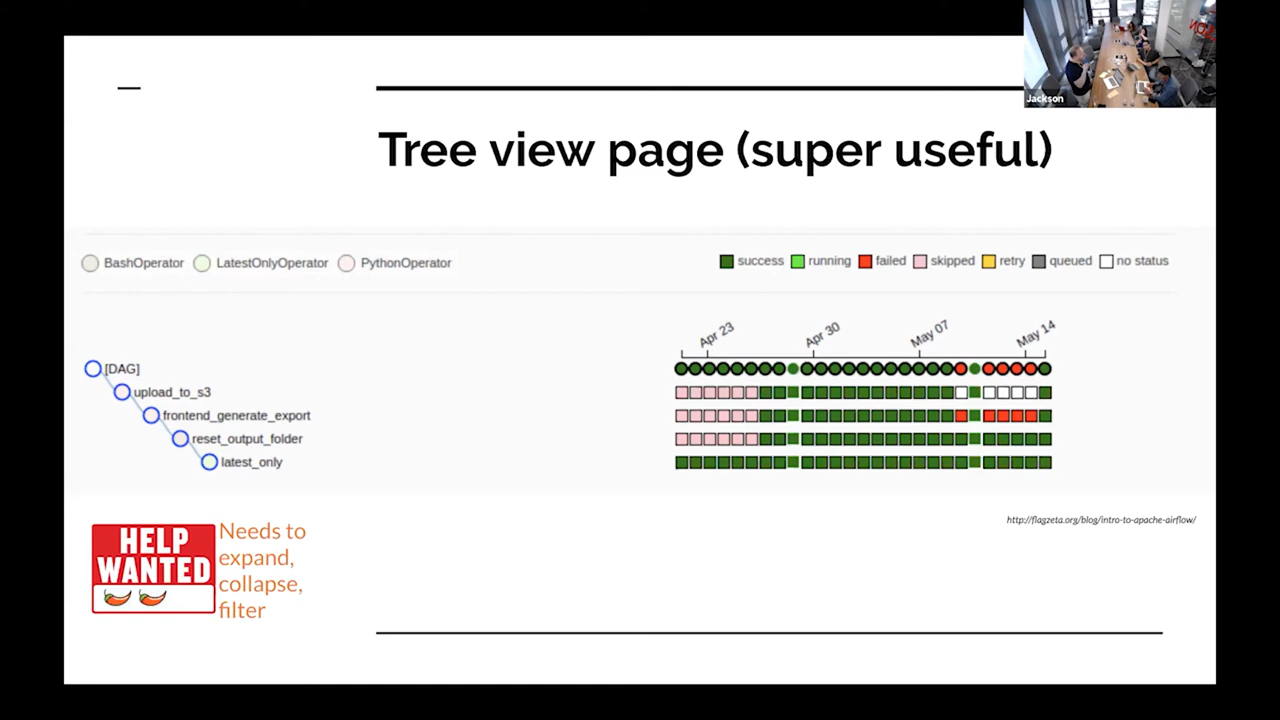 Jackson
Tree view page (super useful)
BashOperator LatestOnlyOperator PythonOperator
success running failed skipped retry queued no status
Apr 23 Apr 30 May 07 May 14
[DAG]
upload_to_s3
frontend_generate_export
reset_output_folder
latest_only
http://flagzeta.org/blog/intro-to-apache-airflow/
HELP
WANTED
Needs to
expand,
collapse,
filter